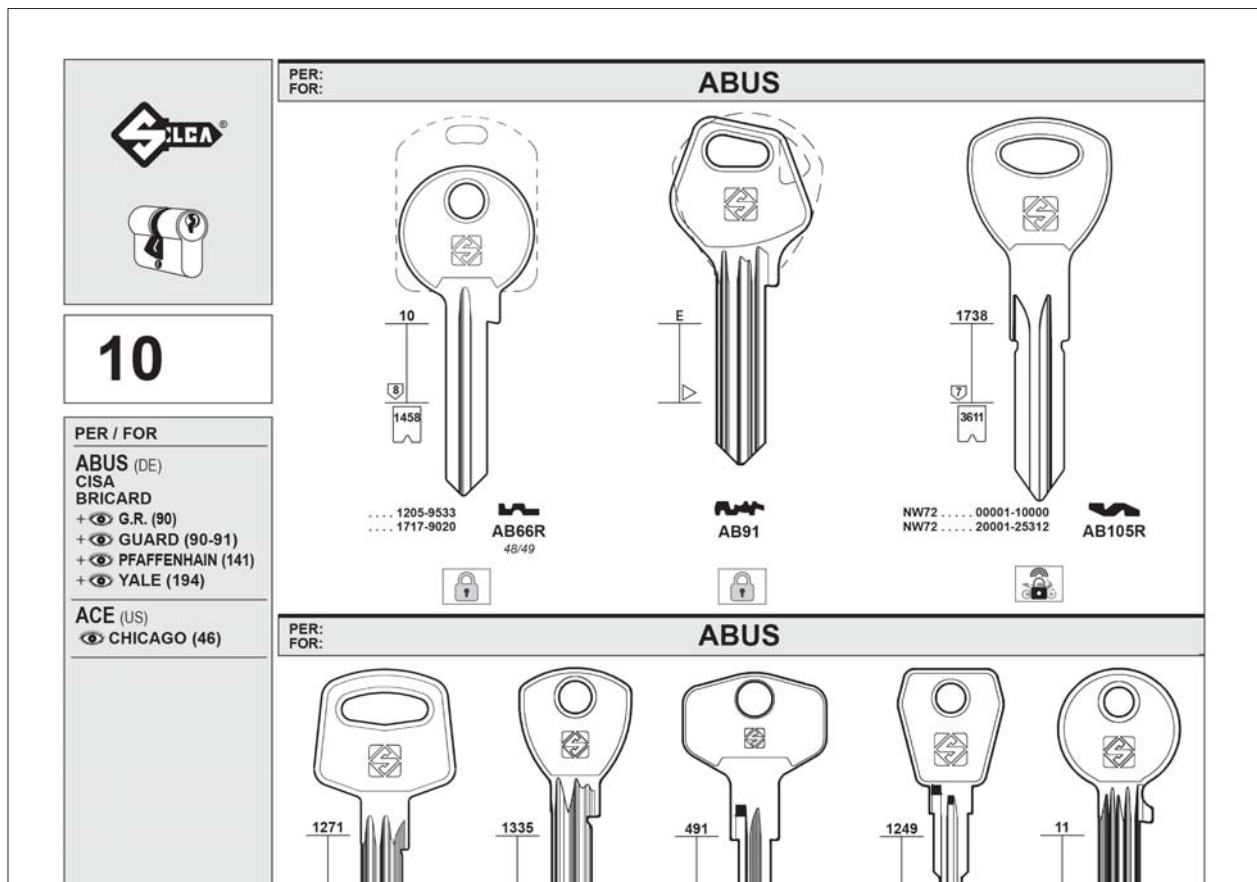 SILCA®
10
PER / FOR
ABUS (DE)
CISA
BRICARD
+ G.R. (90)
+ GUARD (90-91)
+ PFAFFENHAIN (141)
+ YALE (194)
ACE (US)
CHICAGO (46)
PER:
FOR:
ABUS
10
8
1458
.... 1205-9533
.... 1717-9020
AB66R
48/49
E
AB91
1738
7
3611
NW72 ..... 00001-10000
NW72 ..... 20001-25312
AB105R
PER:
FOR:
ABUS
1271
1335
491
1249
11